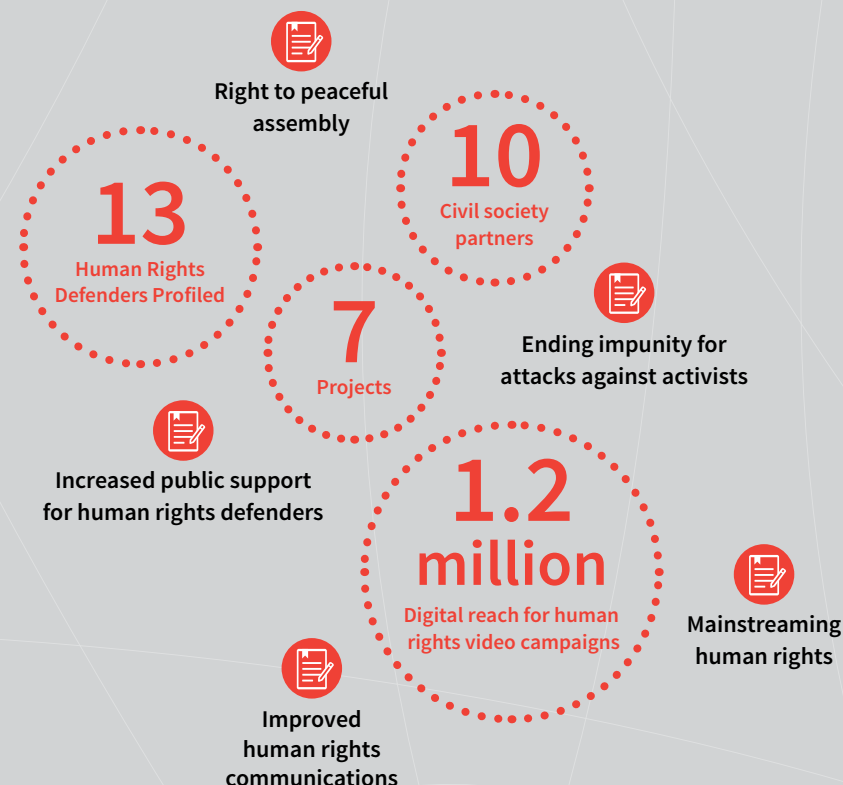 Right to peaceful
assembly
10
Civil society
partners
13
Human Rights
Defenders Profiled
7
Projects
Ending impunity for
attacks against activists
Increased public support
for human rights defenders
1.2
million
Digital reach for human
rights video campaigns
Mainstreaming
human rights
Improved
human rights
communications